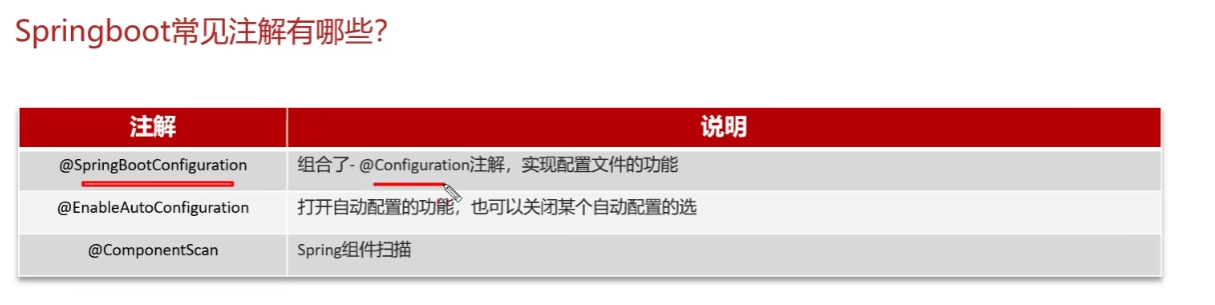 Springboot常见注解有哪些？
注解 说明
@SpringBootConfiguration 组合了- @Configuration注解，实现配置文件的功能
@EnableAutoConfiguration 打开自动配置的功能，也可以关闭某个自动配置的选
@ComponentScan Spring组件扫描